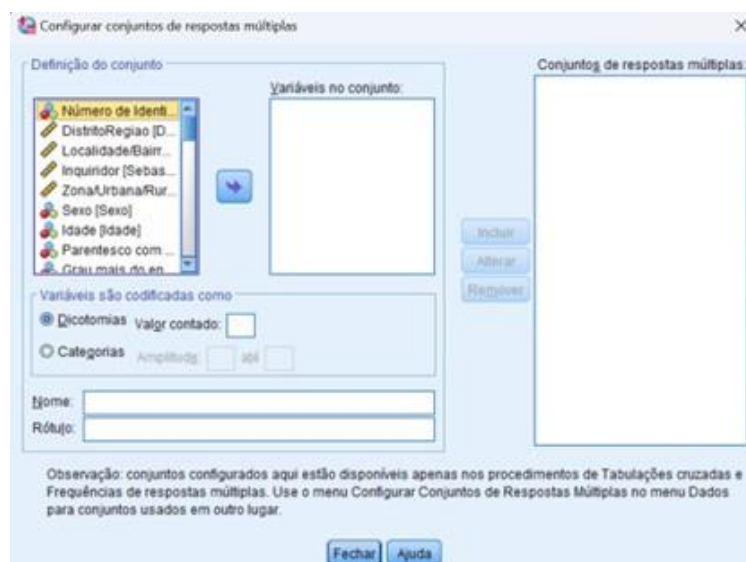 Configurar conjuntos de respostas múltiplas
Definição do conjunto
Variáveis no conjunto:
Número de Identi...
DistritoRegiao [D...
Localidade/Bairr...
Inquiridor [Sebas...
Zona/Urbana/Rur...
Sexo [Sexo]
Idade [Idade]
Parentesco com ...
Grau mais do en...
Variáveis são codificadas como
Dicotomias Valor contado:
Categorias Amplitude: até
Nome:
Rótulo:
Conjuntos de respostas múltiplas:
Incluir
Alterar
Remover
Observação: conjuntos configurados aqui estão disponíveis apenas nos procedimentos de Tabulações cruzadas e
Frequências de respostas múltiplas. Use o menu Configurar Conjuntos de Respostas Múltiplas no menu Dados
para conjuntos usados em outro lugar.
Fechar Ajuda